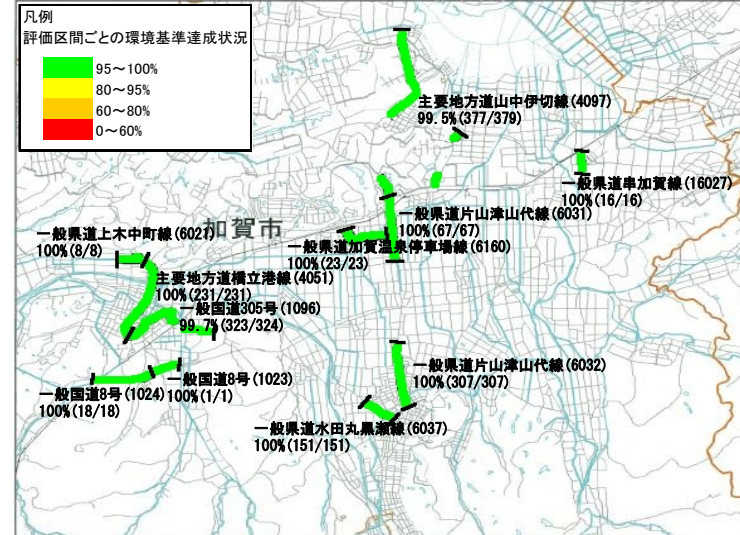 凡例
評価区間ごとの環境基準達成状況
95～100%
80～95%
60～80%
0～60%
主要地方道山中伊切線(4097)
99.5%(377/379)
一般県道串加賀線(16027)
100%(16/16)
一般県道片山津山代線(6031)
100%(67/67)
加賀市
一般県道上木中町線(6021)
100%(8/8)
一般県道加賀温泉停車場線(6160)
100%(23/23)
主要地方道橋立港線(4051)
100%(231/231)
一般国道305号(1096)
99.7%(323/324)
一般県道片山津山代線(6032)
100%(307/307)
一般国道8号(1023)
100%(1/1)
一般国道8号(1024)
100%(18/18)
一般県道水田丸黒瀬線(6037)
100%(151/151)